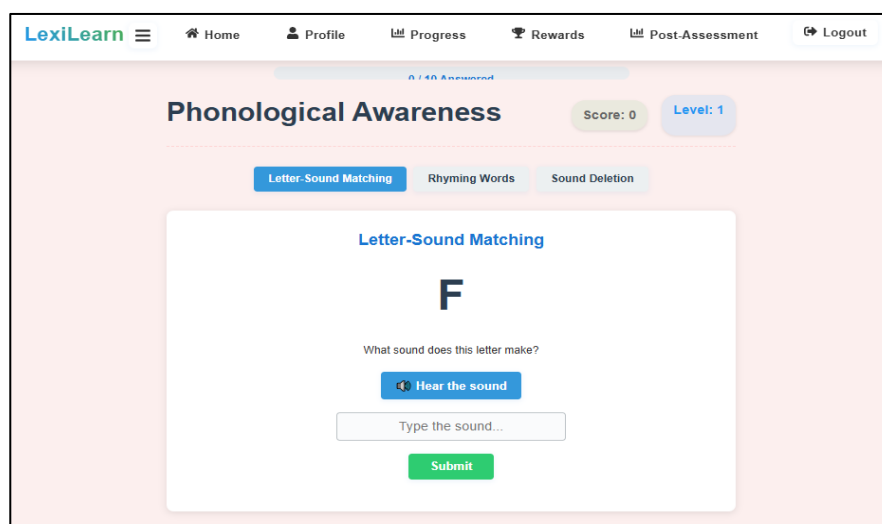 LexiLearn Home Profile Progress Rewards Post-Assessment Logout
0 / 10 Answered
Phonological Awareness Score: 0 Level: 1
Letter-Sound Matching Rhyming Words Sound Deletion
Letter-Sound Matching
F
What sound does this letter make?
Hear the sound
Type the sound...
Submit